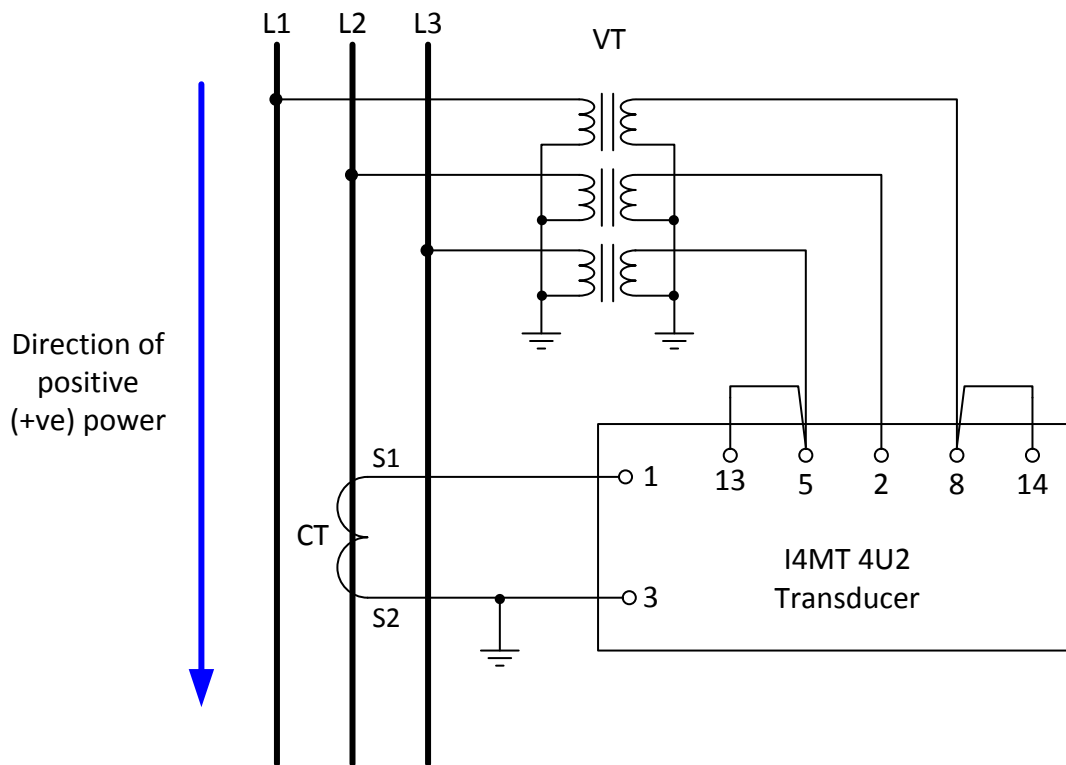 L1 L2 L3
VT
Direction of
positive
(+ve) power
S1
CT
S2
1
3
13 5 2 8 14
I4MT 4U2
Transducer